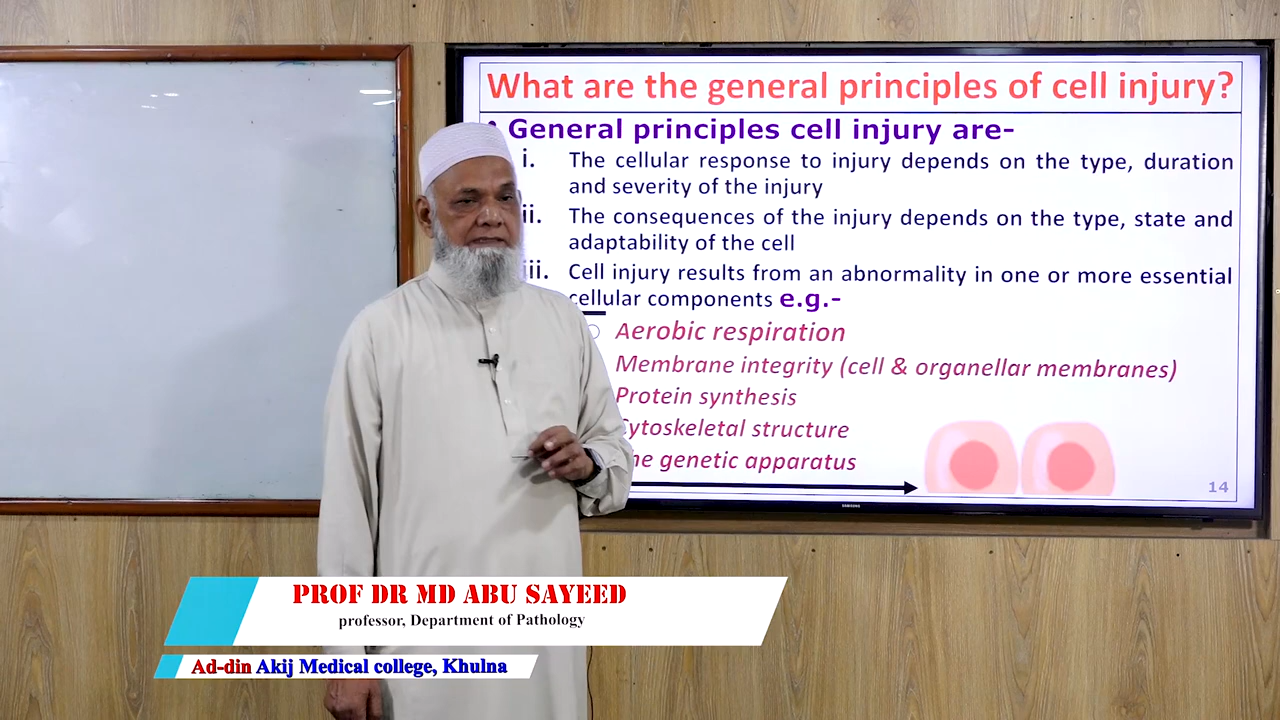 What are the general principles of cell injury?
• General principles cell injury are-
i. The cellular response to injury depends on the type, duration
and severity of the injury
ii. The consequences of the injury depends on the type, state and
adaptability of the cell
iii. Cell injury results from an abnormality in one or more essential
cellular components e.g.-
Aerobic respiration
Membrane integrity (cell & organellar membranes)
Protein synthesis
Cytoskeletal structure
The genetic apparatus
14
SAMSUNG
PROF DR MD ABU SAYEED
professor, Department of Pathology
Ad-din Akij Medical college, Khulna